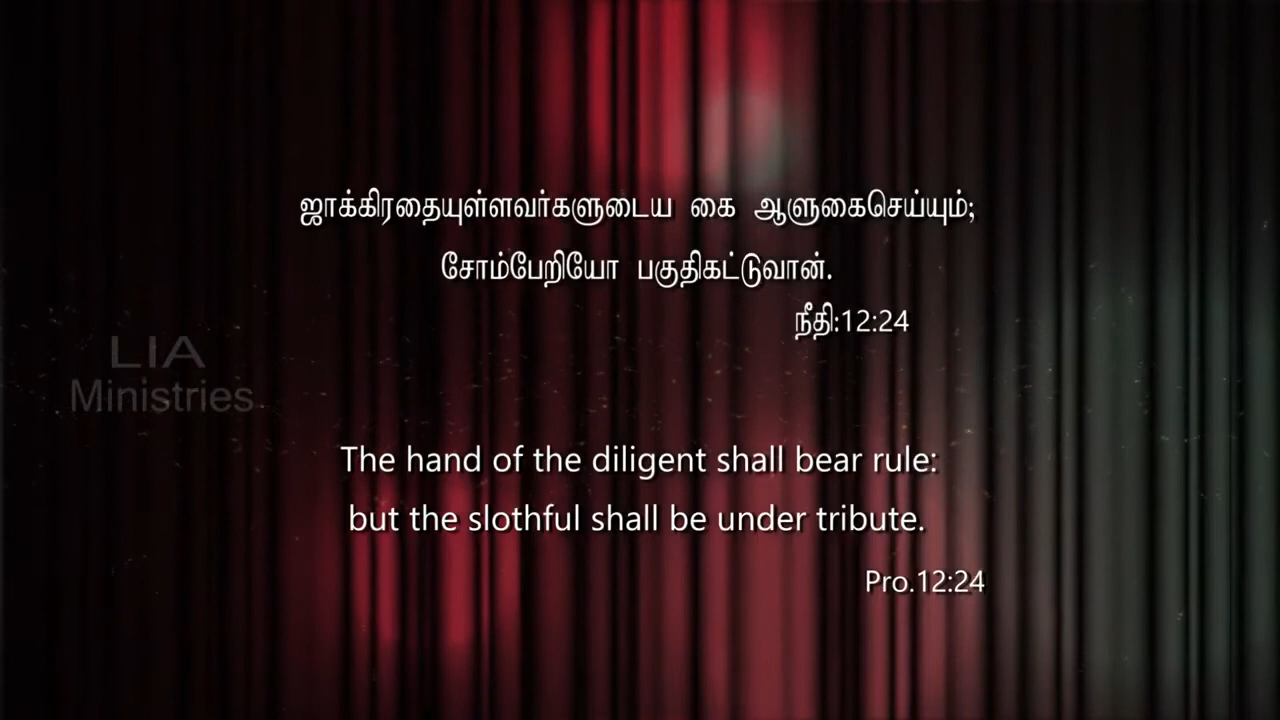 ஜாக்கிரதையுள்ளவர்களுடைய கை ஆளுகைசெய்யும்;
சோம்பேறியோ பகுதிகட்டுவான்.
நீதி:12:24
LIA
Ministries
The hand of the diligent shall bear rule:
but the slothful shall be under tribute.
Pro.12:24